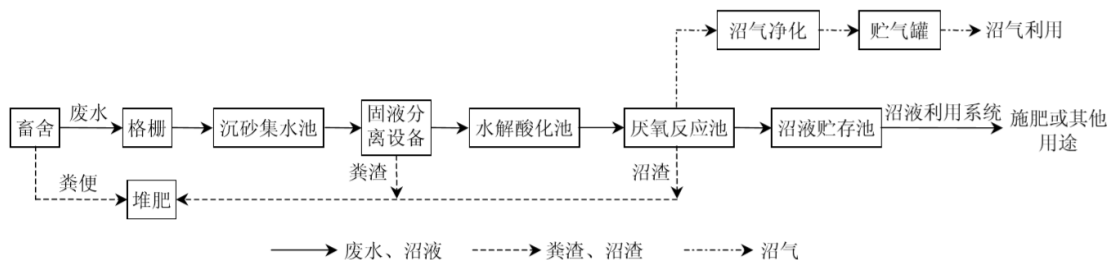 沼气净化
贮气罐
沼气利用
畜舍
废水
格栅
沉砂集水池
固液分
离设备
水解酸化池
厌氧反应池
沼液贮存池
沼液利用系统
施肥或其他
用途
粪便
堆肥
粪渣
沼渣
废水、沼液
粪渣、沼渣
沼气